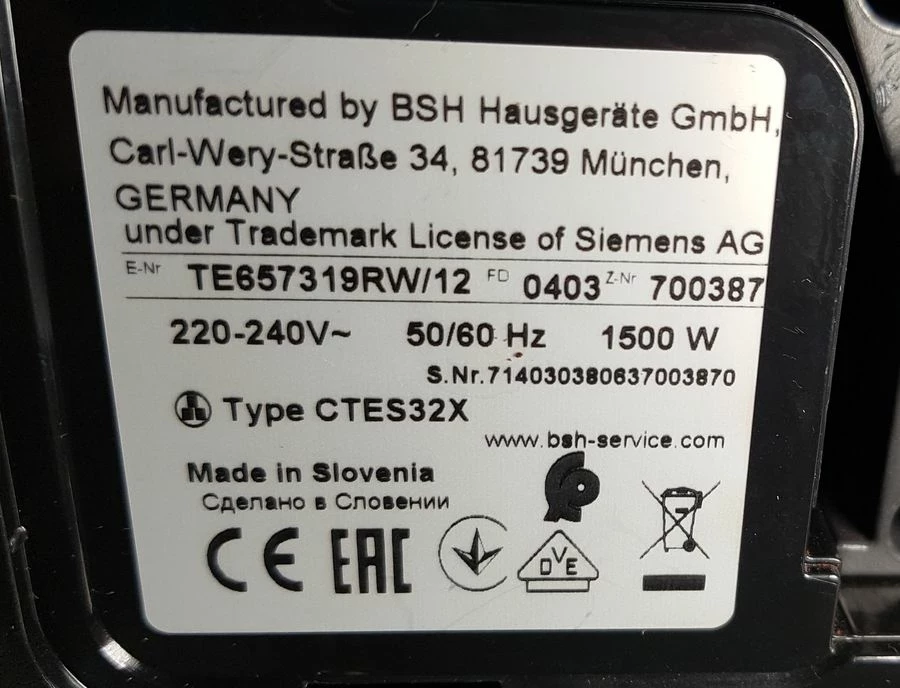 Manufactured by BSH Hausgeräte GmbH,
Carl-Wery-Straße 34, 81739 München,
GERMANY
under Trademark License of Siemens AG
E-Nr TE657319RW/12 FD 0403 Z-Nr 700387
220-240V~ 50/60 Hz 1500 W
S.Nr.714030380637003870
Type CTES32X
www.bsh-service.com
Made in Slovenia
Сделано в Словении
CE EAC DVE